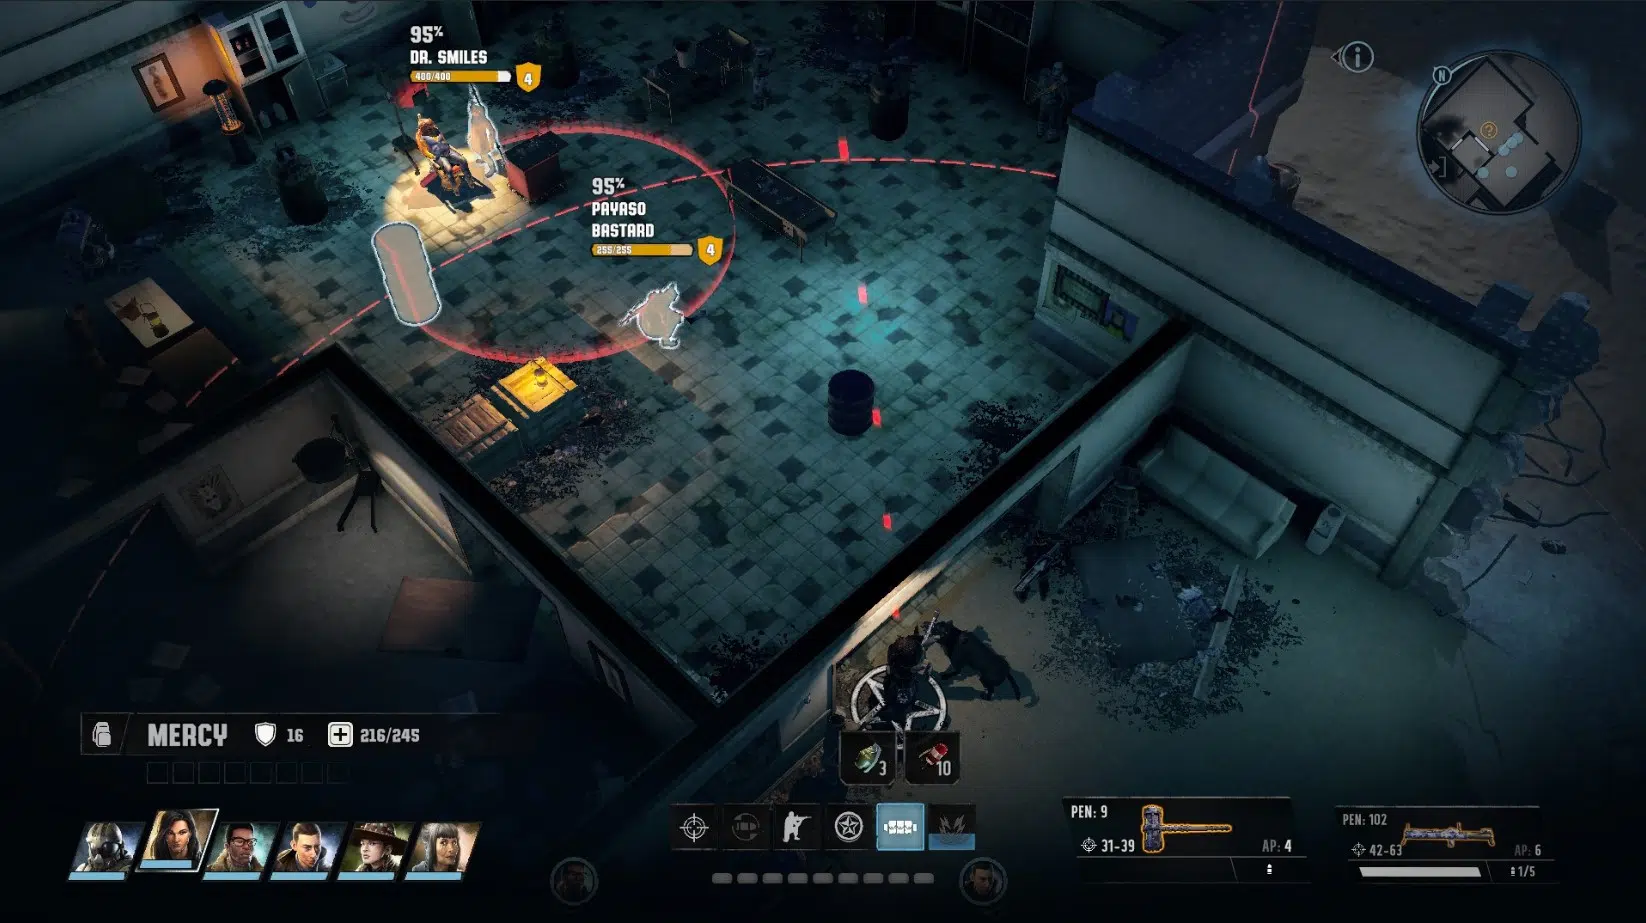 95%
DR. SMILES
400/400
4
N
95%
PAYASO
BASTARD
255/255
4
MERCY
16
216/245
3
10
PEN: 9
31-39
AP: 4
PEN: 102
42-63
AP: 6
1/5